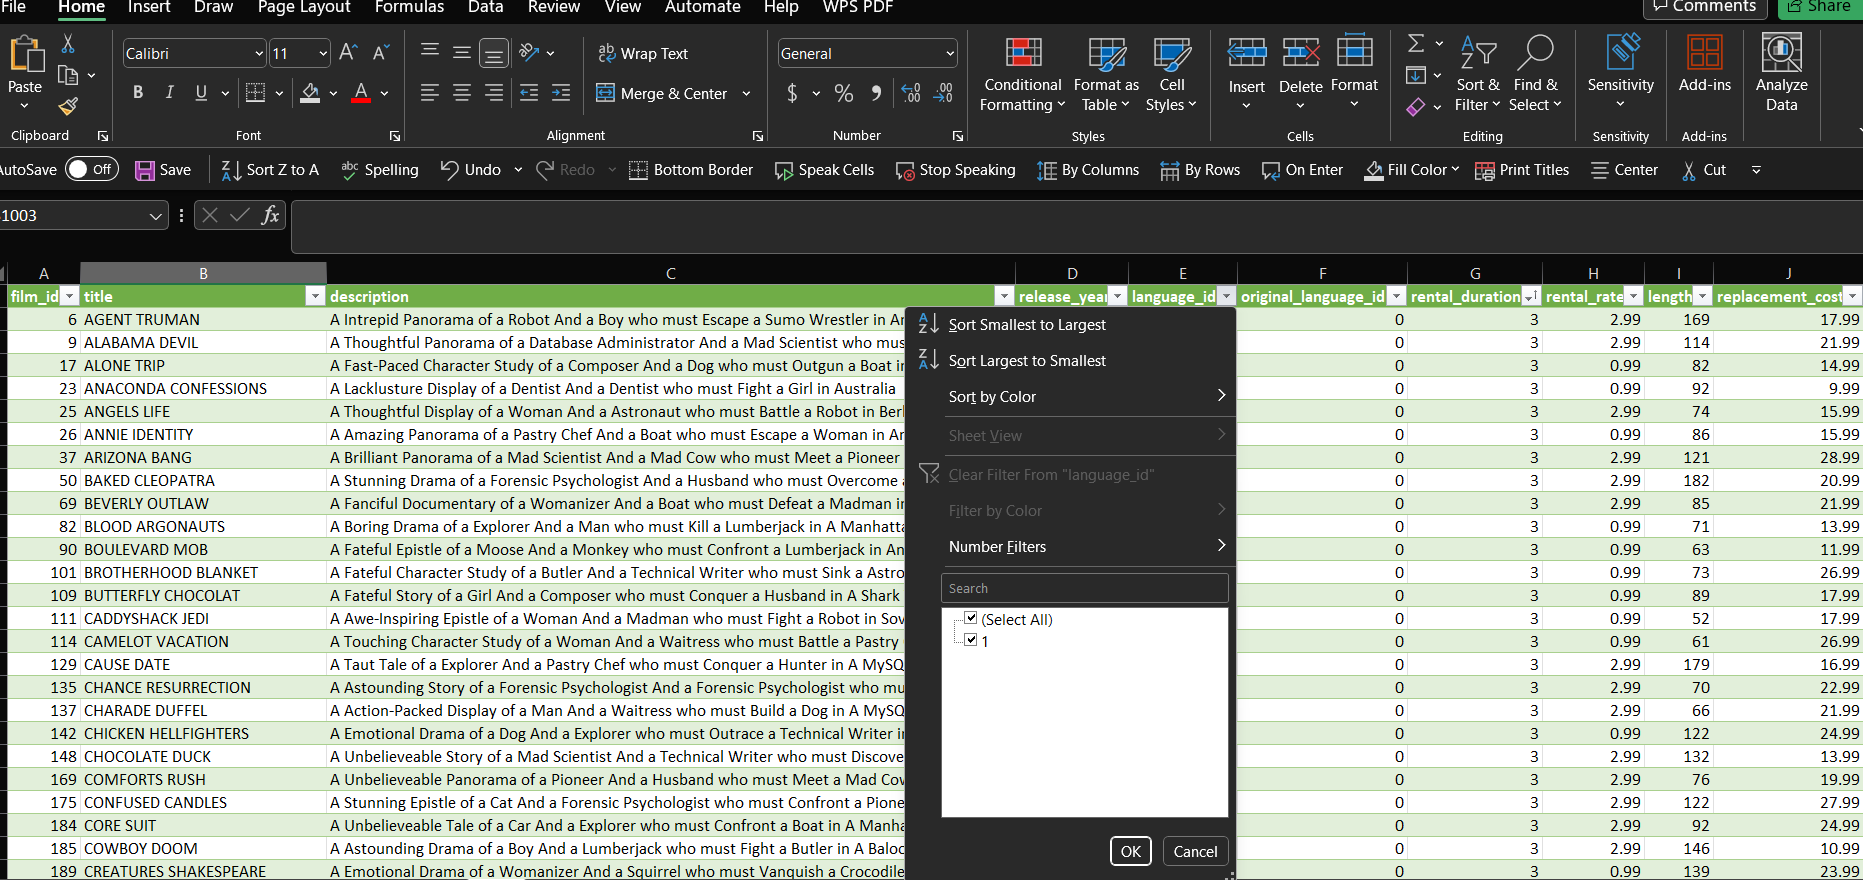 File Home Insert Draw Page Layout Formulas Data Review View Automate Help WPS PDF Comments Share
Calibri 11 Wrap Text General
Paste Conditional Formatting Format as Table Cell Styles Insert Delete Format Sort & Filter Find & Select Sensitivity Add-ins Analyze Data
B I U A Merge & Center $ % 9 .00
Clipboard Font Alignment Number Styles Cells Editing Sensitivity Add-ins
AutoSave Off Save Sort Z to A Spelling Undo Redo Bottom Border Speak Cells Stop Speaking By Columns By Rows On Enter Fill Color Print Titles Center Cut
1003 fx
A B C D E F G H I J
film_id title description release_year language_id original_language_id rental_duration rental_rate length replacement_cost
6 AGENT TRUMAN A Intrepid Panorama of a Robot And a Boy who must Escape a Sumo Wrestler in Ar 0 3 2.99 169 17.99
9 ALABAMA DEVIL A Thoughtful Panorama of a Database Administrator And a Mad Scientist who mus 0 3 2.99 114 21.99
17 ALONE TRIP A Fast-Paced Character Study of a Composer And a Dog who must Outgun a Boat in 0 3 0.99 82 14.99
23 ANACONDA CONFESSIONS A Lacklusture Display of a Dentist And a Dentist who must Fight a Girl in Australia 0 3 0.99 92 9.99
25 ANGELS LIFE A Thoughtful Display of a Woman And a Astronaut who must Battle a Robot in Berl 0 3 2.99 74 15.99
26 ANNIE IDENTITY A Amazing Panorama of a Pastry Chef And a Boat who must Escape a Woman in Ar 0 3 0.99 86 15.99
37 ARIZONA BANG A Brilliant Panorama of a Mad Scientist And a Mad Cow who must Meet a Pioneer 0 3 2.99 121 28.99
50 BAKED CLEOPATRA A Stunning Drama of a Forensic Psychologist And a Husband who must Overcome a 0 3 2.99 182 20.99
69 BEVERLY OUTLAW A Fanciful Documentary of a Womanizer And a Boat who must Defeat a Madman in 0 3 2.99 85 21.99
82 BLOOD ARGONAUTS A Boring Drama of a Explorer And a Man who must Kill a Lumberjack in A Manhatta 0 3 0.99 71 13.99
90 BOULEVARD MOB A Fateful Epistle of a Moose And a Monkey who must Confront a Lumberjack in An 0 3 0.99 63 11.99
101 BROTHERHOOD BLANKET A Fateful Character Study of a Butler And a Technical Writer who must Sink a Astro 0 3 0.99 73 26.99
109 BUTTERFLY CHOCOLAT A Fateful Story of a Girl And a Composer who must Conquer a Husband in A Shark 0 3 0.99 89 17.99
111 CADDYSHACK JEDI A Awe-Inspiring Epistle of a Woman And a Madman who must Fight a Robot in Sov 0 3 0.99 52 17.99
114 CAMELOT VACATION A Touching Character Study of a Woman And a Waitress who must Battle a Pastry 0 3 0.99 61 26.99
129 CAUSE DATE A Taut Tale of a Explorer And a Pastry Chef who must Conquer a Hunter in A MySQ 0 3 2.99 179 16.99
135 CHANCE RESURRECTION A Astounding Story of a Forensic Psychologist And a Forensic Psychologist who mu 0 3 2.99 70 22.99
137 CHARADE DUFFEL A Action-Packed Display of a Man And a Waitress who must Build a Dog in A MySQ 0 3 2.99 66 21.99
142 CHICKEN HELLFIGHTERS A Emotional Drama of a Dog And a Explorer who must Outrace a Technical Writer i 0 3 0.99 122 24.99
148 CHOCOLATE DUCK A Unbelieveable Story of a Mad Scientist And a Technical Writer who must Discove 0 3 2.99 132 13.99
169 COMFORTS RUSH A Unbelieveable Panorama of a Pioneer And a Husband who must Meet a Mad Cow 0 3 2.99 76 19.99
175 CONFUSED CANDLES A Stunning Epistle of a Cat And a Forensic Psychologist who must Confront a Pione 0 3 2.99 122 27.99
184 CORE SUIT A Unbelieveable Tale of a Car And a Explorer who must Confront a Boat in A Manha 0 3 2.99 92 24.99
185 COWBOY DOOM A Astounding Drama of a Boy And a Lumberjack who must Fight a Butler in A Baloc 0 3 2.99 146 10.99
189 CREATURES SHAKESPEARE A Emotional Drama of a Womanizer And a Squirrel who must Vanquish a Crocodile 0 3 0.99 139 23.99
Sort Smallest to Largest
Sort Largest to Smallest
Sort by Color
Sheet View
Clear Filter From "language_id"
Filter by Color
Number Filters
Search
(Select All)
1
OK Cancel